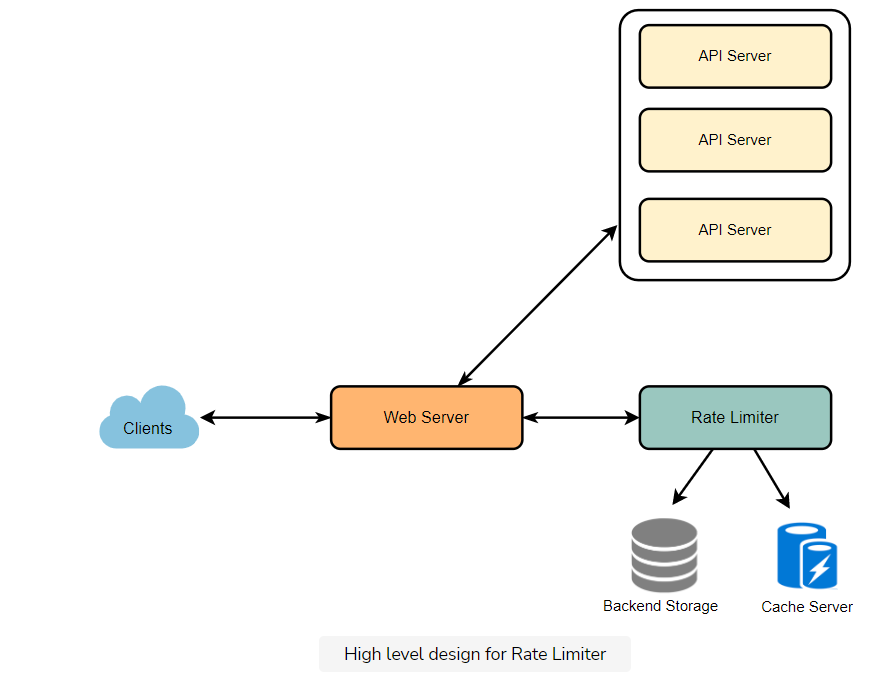 API Server
API Server
API Server
Clients
Web Server
Rate Limiter
Backend Storage
Cache Server
High level design for Rate Limiter